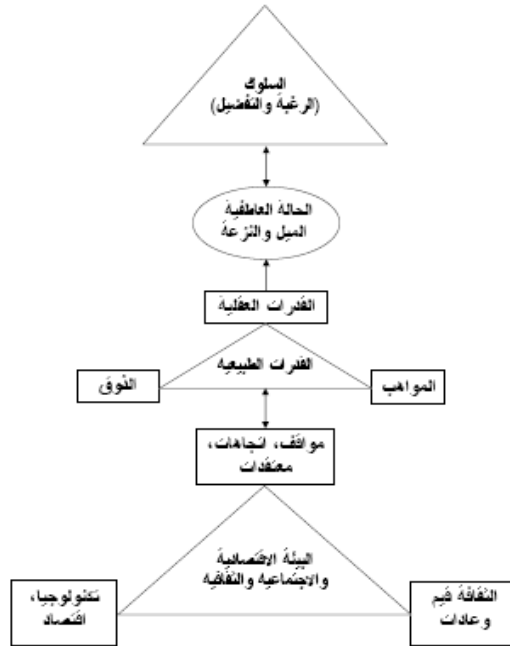 السلوك
(الرغبة والتفضيل)
الحالة العاطفية
الميل والنزعة
القدرات العقلية
القدرات الطبيعية
المواهب
الذوق
مواقف، اتجاهات،
معتقدات
البيئة الاقتصادية
والاجتماعية والثقافية
الثقافة قيم
وعادات
تكنولوجيا،
اقتصاد